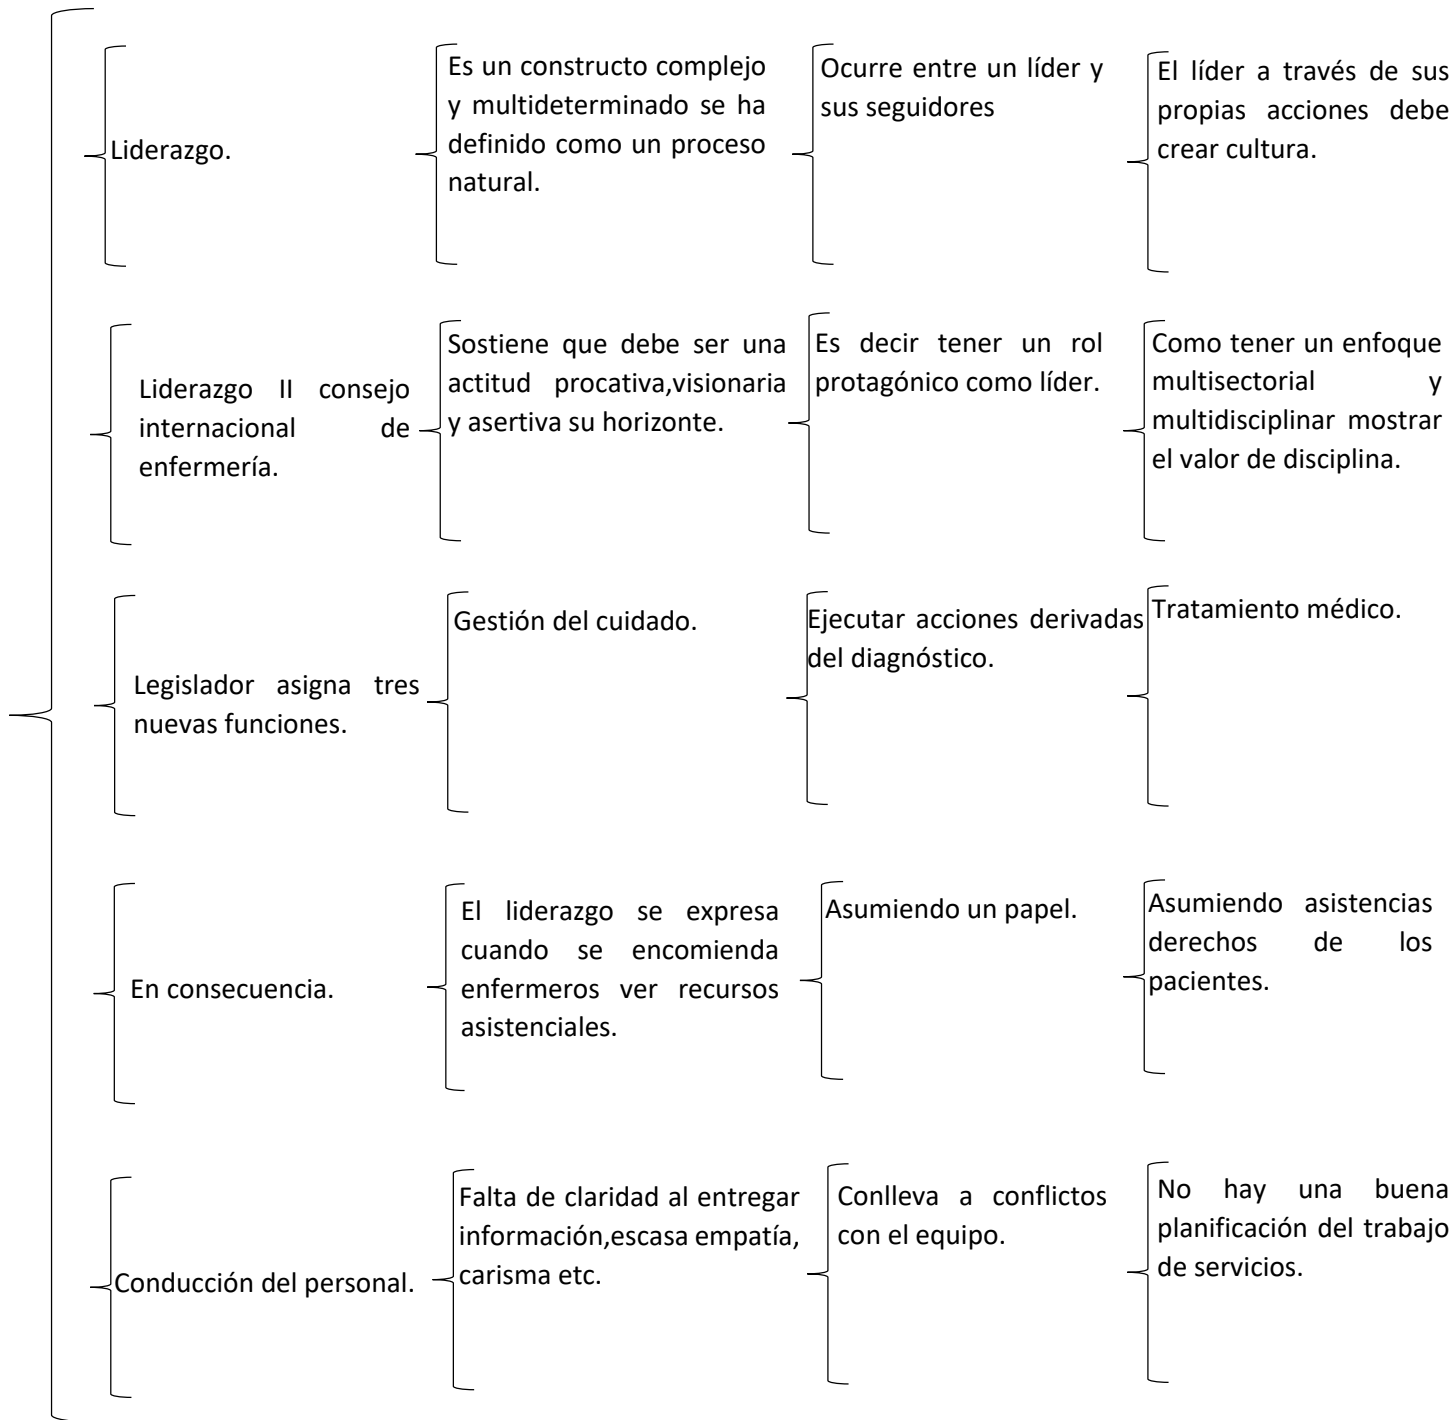 Liderazgo.
Es un constructo complejo
y multideterminado se ha
definido como un proceso
natural.
Ocurre entre un líder y
sus seguidores
El líder a través de sus
propias acciones debe
crear cultura.
Liderazgo II consejo
internacional de
enfermería.
Sostiene que debe ser una
actitud procativa,visionaria
y asertiva su horizonte.
Es decir tener un rol
protagónico como líder.
Como tener un enfoque
multisectorial y
multidisciplinar mostrar
el valor de disciplina.
Legislador asigna tres
nuevas funciones.
Gestión del cuidado.
Ejecutar acciones derivadas
del diagnóstico.
Tratamiento médico.
En consecuencia.
El liderazgo se expresa
cuando se encomienda
enfermeros ver recursos
asistenciales.
Asumiendo un papel.
Asumiendo asistencias
derechos de los
pacientes.
Conducción del personal.
Falta de claridad al entregar
información,escasa empatía,
carisma etc.
Conlleva a conflictos
con el equipo.
No hay una buena
planificación del trabajo
de servicios.